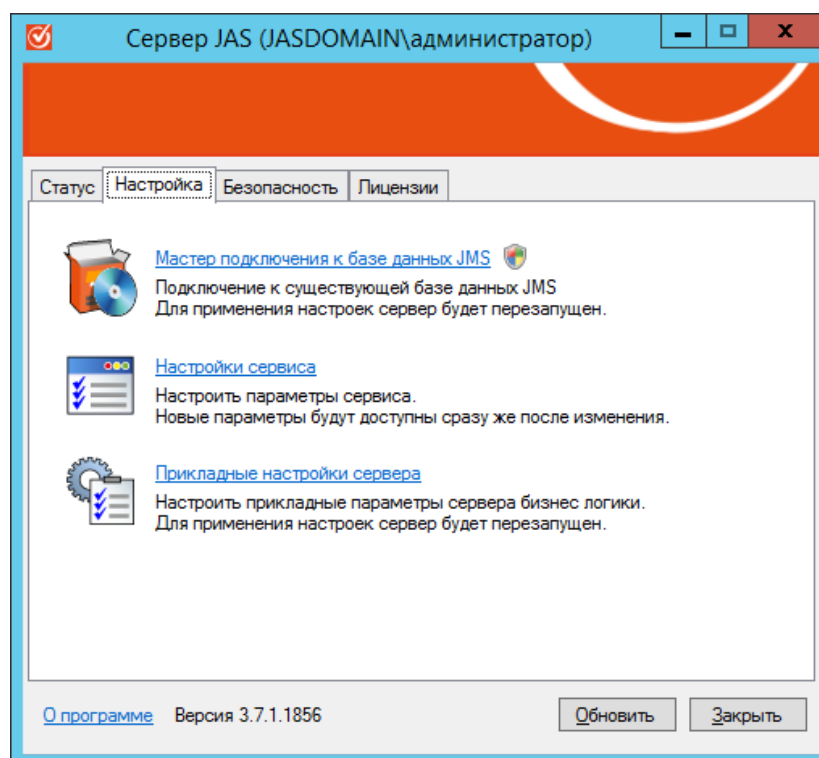 Сервер JAS (JASDOMAIN\администратор)
Статус Настройка Безопасность Лицензии
Мастер подключения к базе данных JMS
Подключение к существующей базе данных JMS
Для применения настроек сервер будет перезапущен.
Настройки сервиса
Настроить параметры сервиса.
Новые параметры будут доступны сразу же после изменения.
Прикладные настройки сервера
Настроить прикладные параметры сервера бизнес логики.
Для применения настроек сервер будет перезапущен.
О программе Версия 3.7.1.1856 Обновить Закрыть